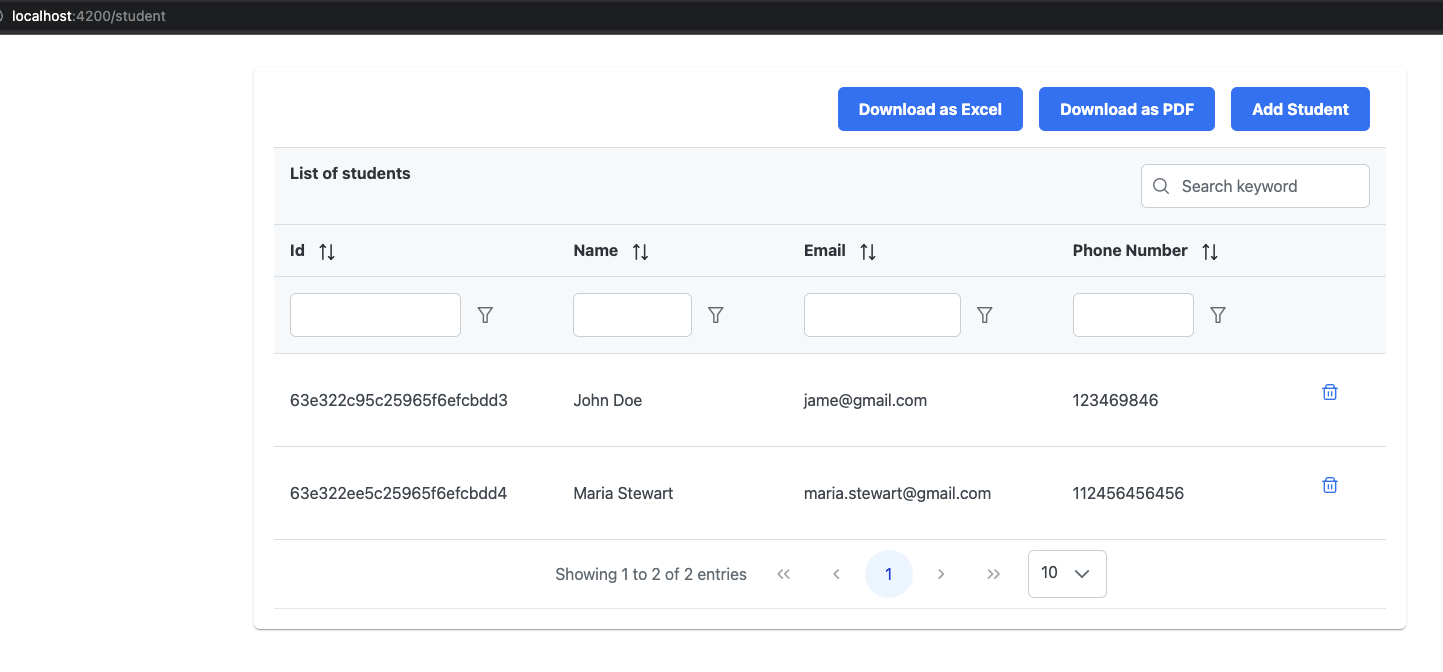 localhost:4200/student
Download as Excel Download as PDF Add Student
List of students
Search keyword
Id Name Email Phone Number
63e322c95c25965f6efcbdd3 John Doe jame@gmail.com 123469846
63e322ee5c25965f6efcbdd4 Maria Stewart maria.stewart@gmail.com 112456456456
Showing 1 to 2 of 2 entries << < 1 > >> 10